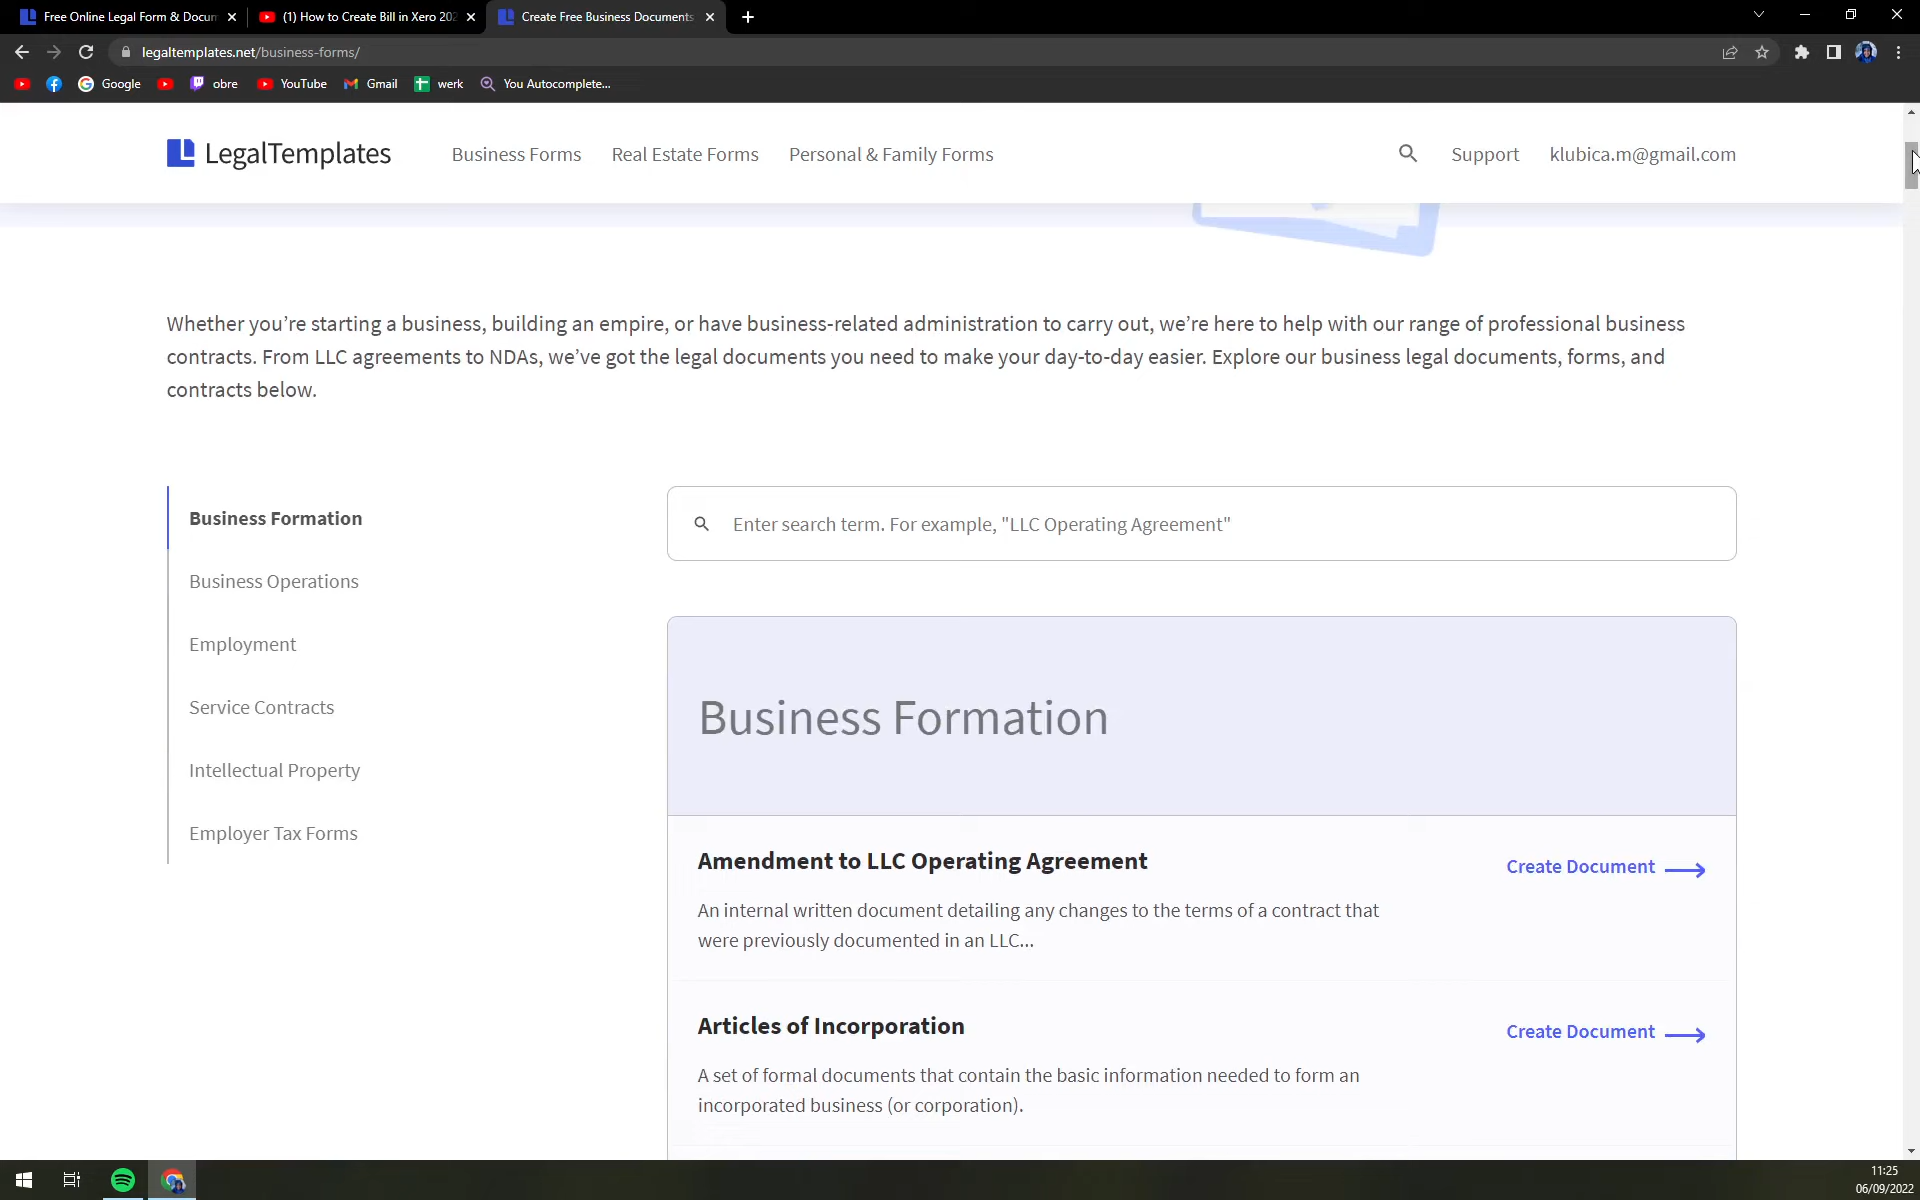 Free Online Legal Form & Docum
(1) How to Create Bill in Xero 202
Create Free Business Documents
legaltemplates.net/business-forms/
Google
obre
YouTube
Gmail
werk
You Autocomplete...
LegalTemplates
Business Forms
Real Estate Forms
Personal & Family Forms
Support
klubica.m@gmail.com
Whether you're starting a business, building an empire, or have business-related administration to carry out, we're here to help with our range of professional business
contracts. From LLC agreements to NDAs, we've got the legal documents you need to make your day-to-day easier. Explore our business legal documents, forms, and
contracts below.
Business Formation
Business Operations
Employment
Service Contracts
Intellectual Property
Employer Tax Forms
Enter search term. For example, "LLC Operating Agreement"
Business Formation
Amendment to LLC Operating Agreement
Create Document
An internal written document detailing any changes to the terms of a contract that
were previously documented in an LLC...
Articles of Incorporation
Create Document
A set of formal documents that contain the basic information needed to form an
incorporated business (or corporation).
11:25
06/09/2022